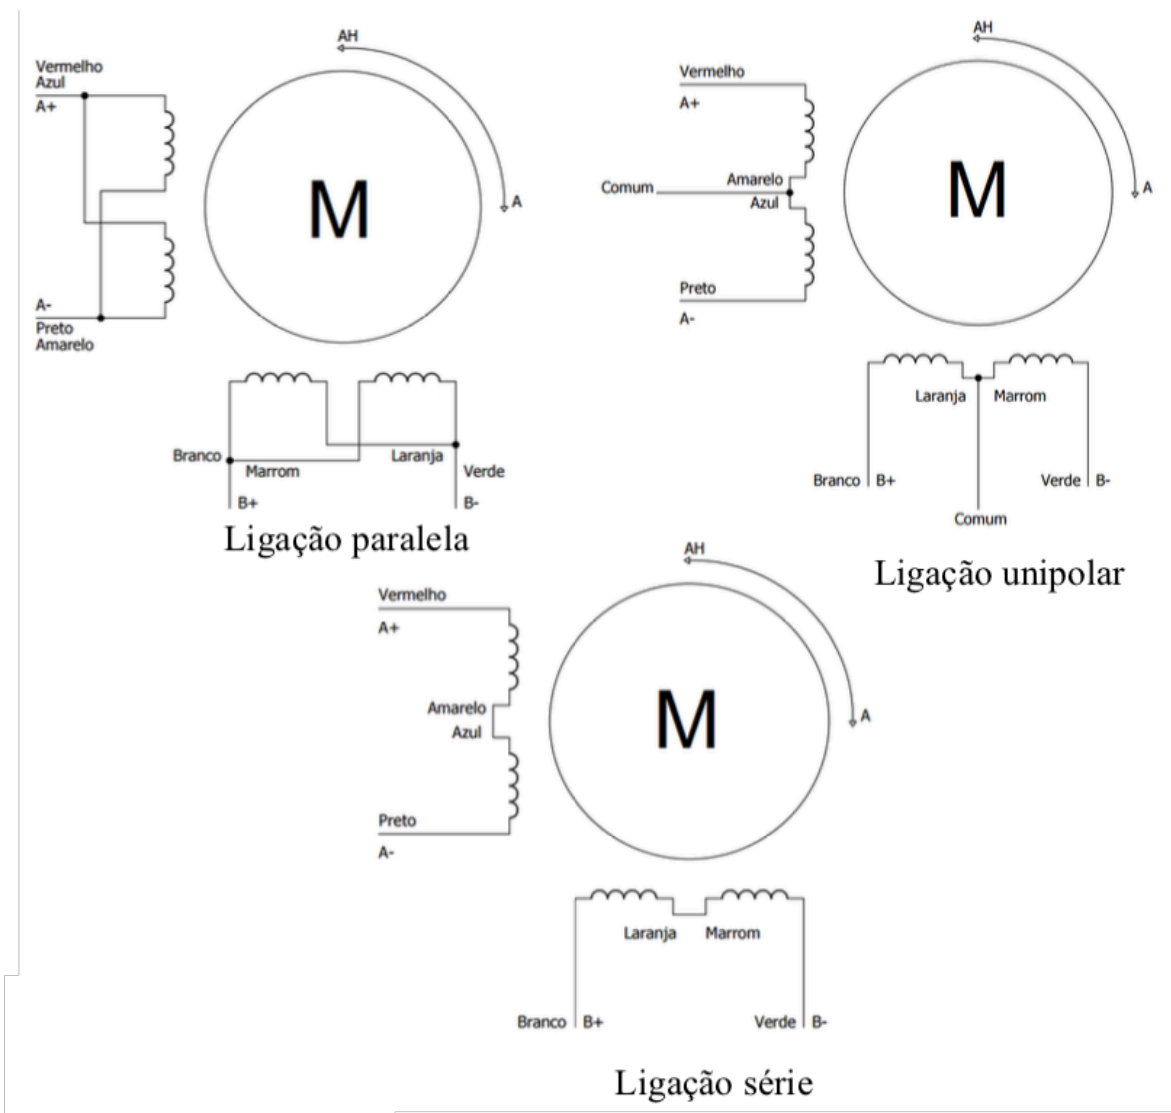 AH
Vermelho
Azul
A+
M
A
A-
Preto
Amarelo
Branco
Marrom
Laranja
Verde
B+
B-
Ligação paralela
AH
Vermelho
A+
Amarelo
Comum
Azul
M
A
Preto
A-
Laranja
Marrom
Branco
B+
Verde
B-
Comum
Ligação unipolar
AH
Vermelho
A+
Amarelo
Azul
M
A
Preto
A-
Laranja
Marrom
Branco
B+
Verde
B-
Ligação série